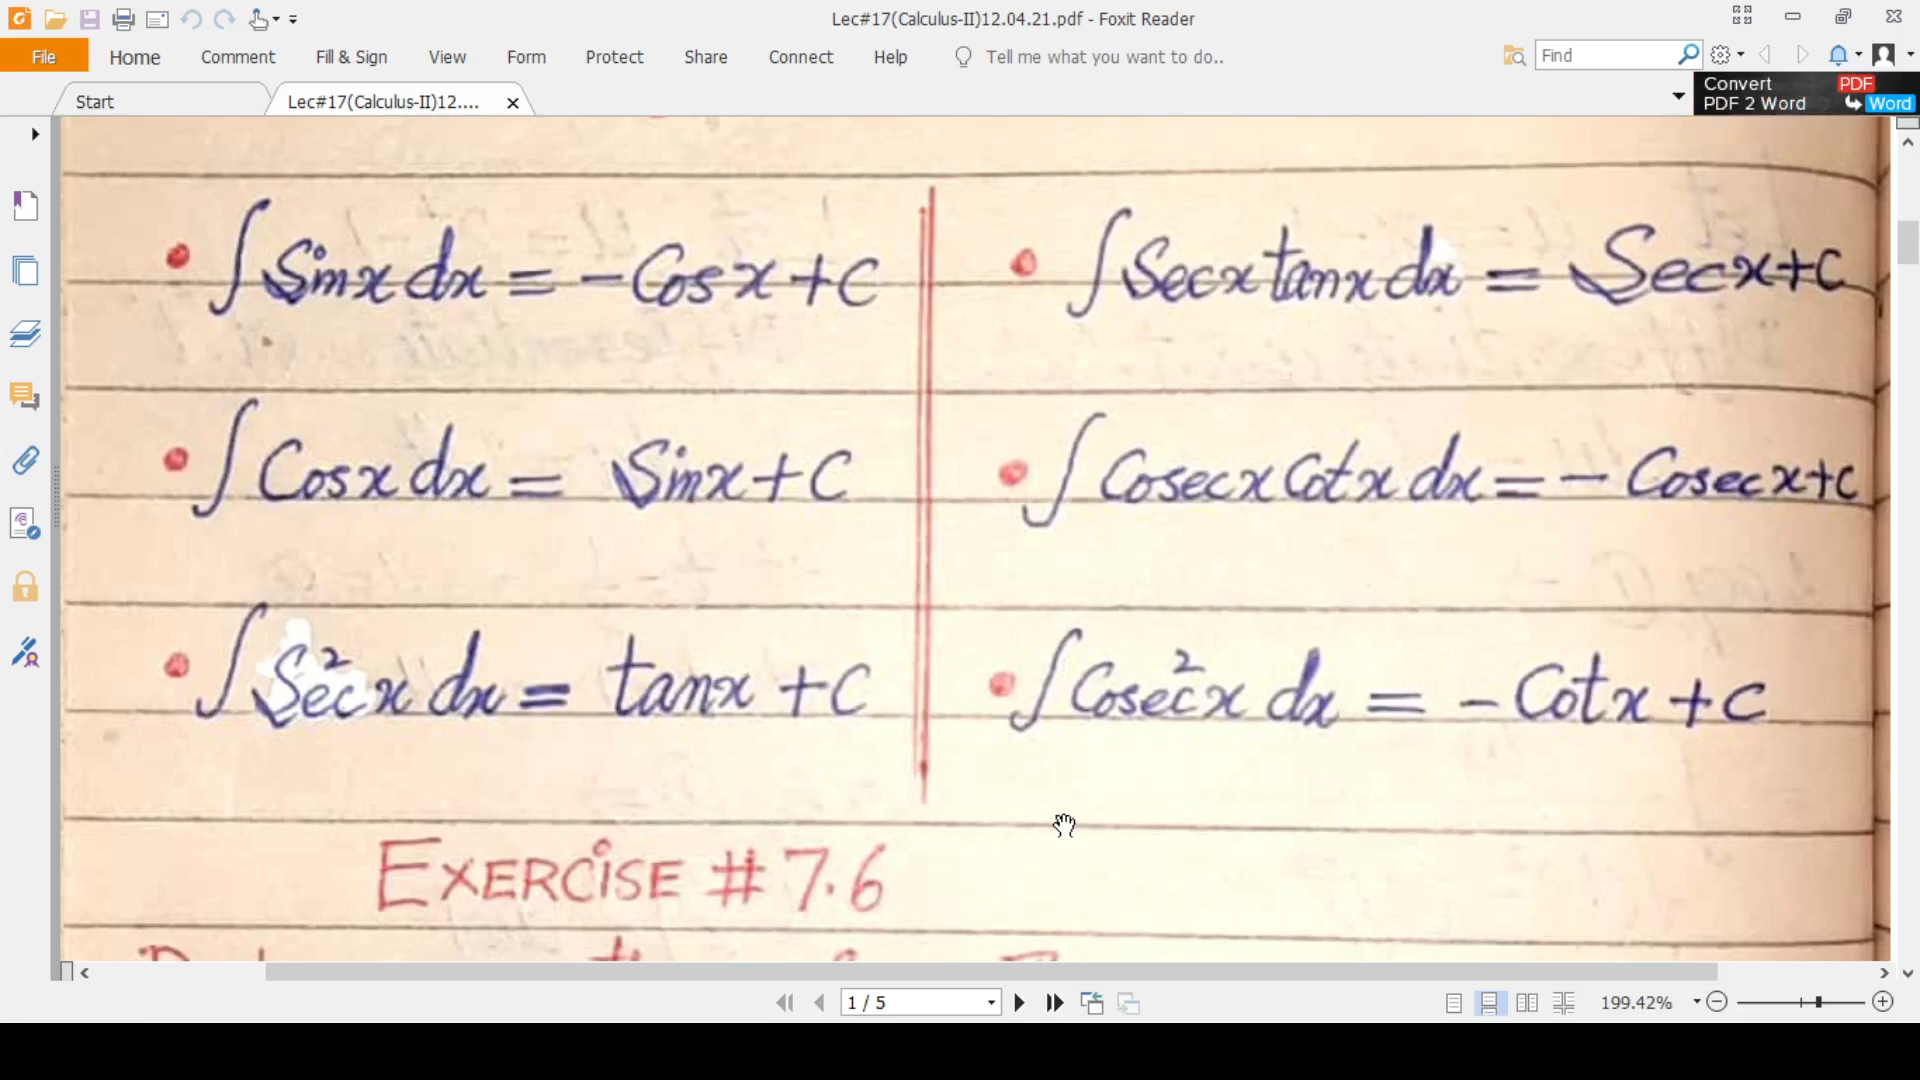 Lec#17(Calculus-II)12.04.21.pdf - Foxit Reader
File Home Comment Fill & Sign View Form Protect Share Connect Help Tell me what you want to do.. Find
Start Lec#17(Calculus-II)12.... Convert PDF 2 Word PDF Word
∫ Sinx dx = -Cosx + C
∫ Secx tanx dx = Secx + C
∫ Cosx dx = Sinx + C
∫ Cosecx Cotx dx = - Cosecx + C
∫ Sec²x dx = tanx + C
∫ Cosec²x dx = -Cotx + C
EXERCISE # 7.6
1 / 5 199.42%